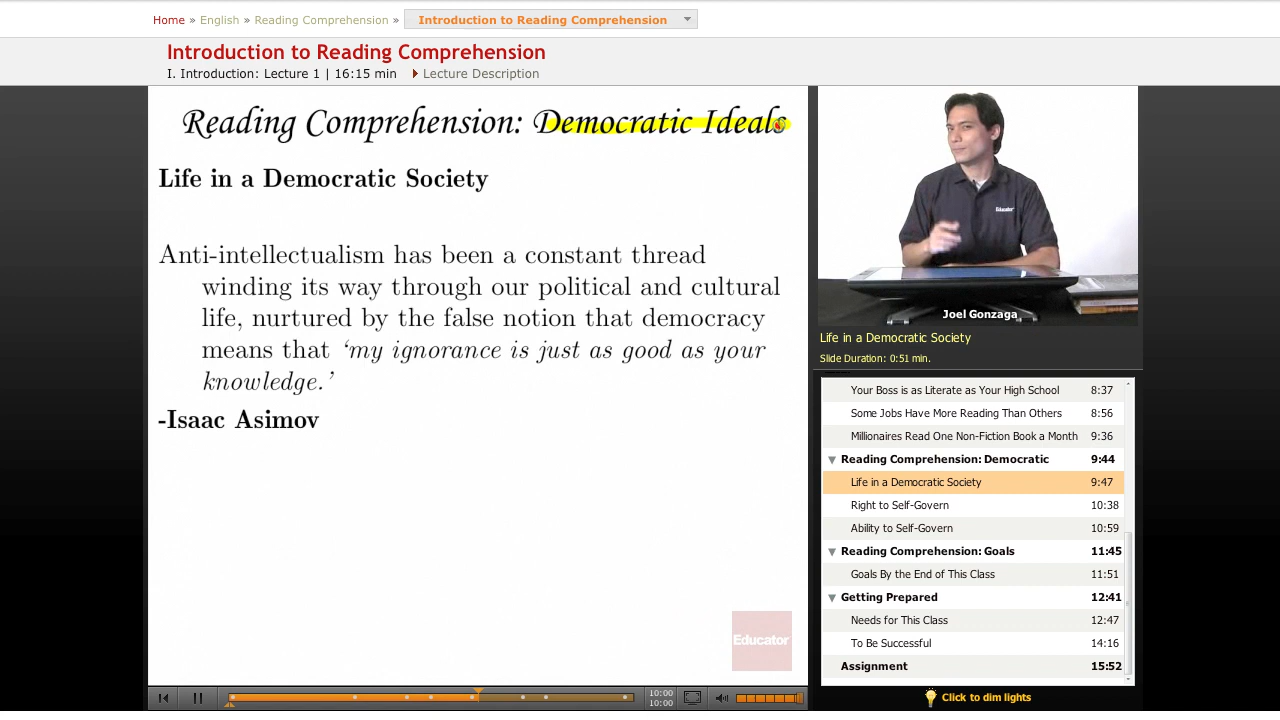 Home » English » Reading Comprehension » Introduction to Reading Comprehension
Introduction to Reading Comprehension
I. Introduction: Lecture 1 | 16:15 min Lecture Description
Reading Comprehension: Democratic Ideals
Life in a Democratic Society
Anti-intellectualism has been a constant thread
winding its way through our political and cultural
life, nurtured by the false notion that democracy
means that ‘my ignorance is just as good as your
knowledge.’
-Isaac Asimov
Educator
10:00
10:00
Educator
Joel Gonzaga
Life in a Democratic Society
Slide Duration: 0:51 min.
Your Boss is as Literate as Your High School 8:37
Some Jobs Have More Reading Than Others 8:56
Millionaires Read One Non-Fiction Book a Month 9:36
Reading Comprehension: Democratic 9:44
Life in a Democratic Society 9:47
Right to Self-Govern 10:38
Ability to Self-Govern 10:59
Reading Comprehension: Goals 11:45
Goals By the End of This Class 11:51
Getting Prepared 12:41
Needs for This Class 12:47
To Be Successful 14:16
Assignment 15:52
Click to dim lights